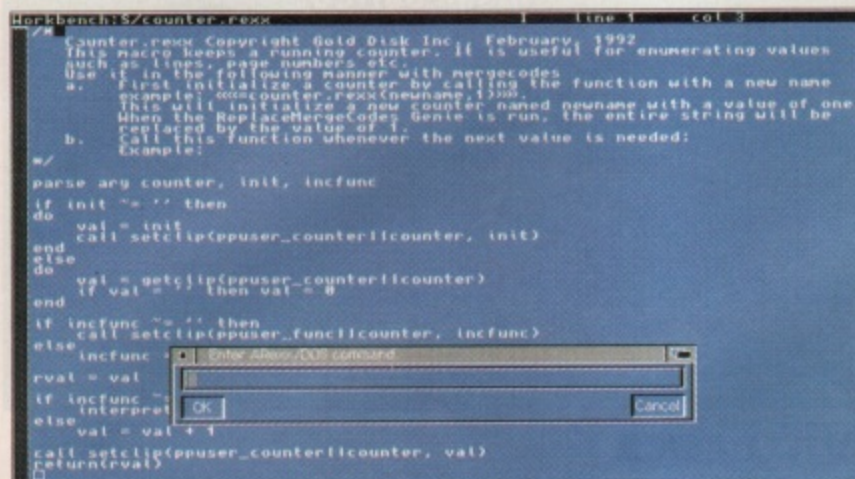 Workbench:S/counter.rexx I line 1 col 3
/*
Counter.rexx Copyright Gold Disk Inc., February, 1992
This macro keeps a running counter. It is useful for enumerating values
such as lines, page numbers etc.
Use it in the following manner with mergecodes
a. First initialize a counter by calling the function with a new name
example: <<<<counter.rexx(newname,1)>>>>.
This will initialize a new counter named newname with a value of one
When the ReplaceMergeCodes Genie is run, the entire string will be
replaced by the value of 1.
b. Call this function whenever the next value is needed:
Example:
*/
parse arg counter, init, incfunc
if init ~= '' then
do
val = init
call setclip(ppuser_counter||counter, init)
end
else
do
val = getclip(ppuser_counter||counter)
if val = '' then val = 0
end
if incfunc ~= '' then
call setclip(ppuser_func||counter, incfunc)
else
incfunc
Enter ARexx/DOS command
rval = val
if incfunc ~
OK Cancel
interpret
else
val = val + 1
call setclip(ppuser_counter||counter, val)
return(rval)